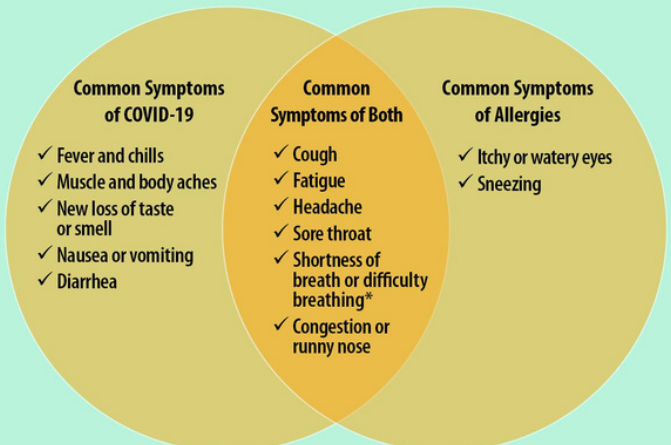 Common Symptoms
of COVID-19
✓ Fever and chills
✓ Muscle and body aches
✓ New loss of taste
or smell
✓ Nausea or vomiting
✓ Diarrhea
Common
Symptoms of Both
✓ Cough
✓ Fatigue
✓ Headache
✓ Sore throat
✓ Shortness of
breath or difficulty
breathing*
✓ Congestion or
runny nose
Common Symptoms
of Allergies
✓ Itchy or watery eyes
✓ Sneezing